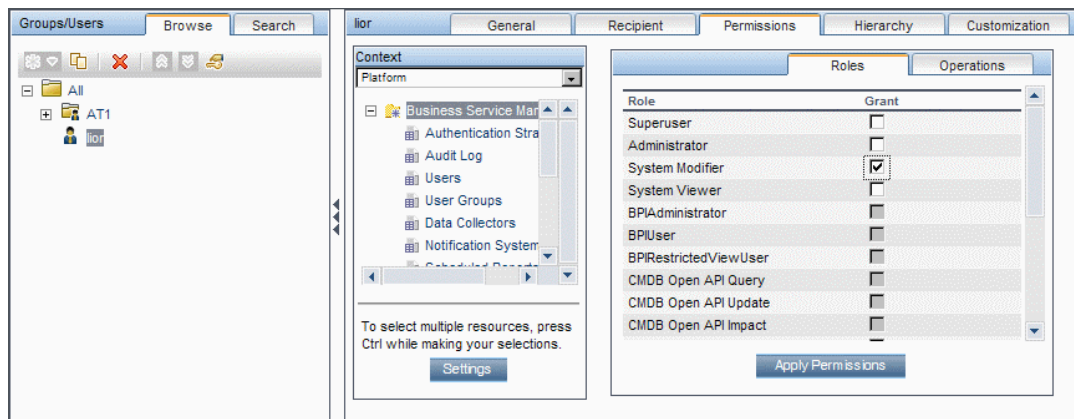 Groups/Users
Browse
Search
All
AT1
lior
lior
General
Recipient
Permissions
Hierarchy
Customization
Context
Platform
Business Service Mar
Authentication Stra
Audit Log
Users
User Groups
Data Collectors
Notification System
Scheduled Reports
To select multiple resources, press
Ctrl while making your selections.
Settings
Roles
Operations
Role Grant
Superuser
Administrator
System Modifier
System Viewer
BPIAdministrator
BPIUser
BPIRestrictedViewUser
CMDB Open API Query
CMDB Open API Update
CMDB Open API Impact
Apply Permissions